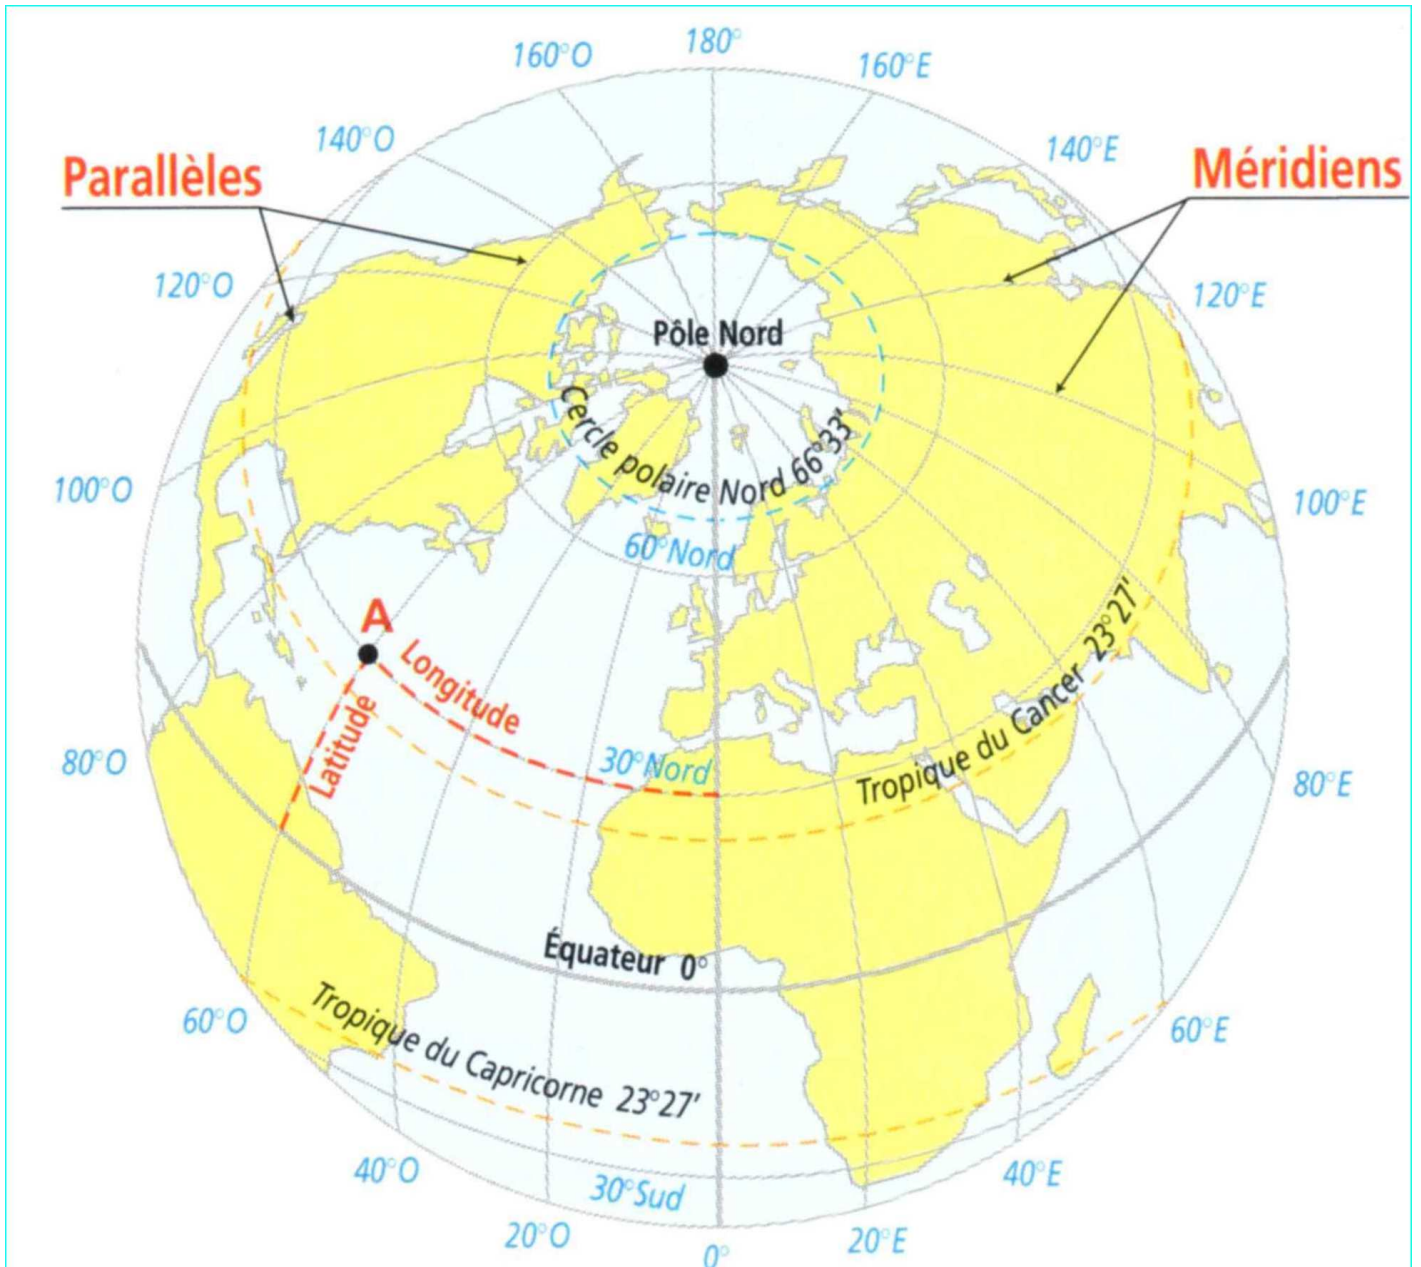 180°
160°O
160°E
140°O
140°E
Parallèles
Méridiens
120°O
120°E
Pôle Nord
Cercle polaire Nord 66°33'
100°O
100°E
60°Nord
A
Longitude
Latitude
30°Nord
Tropique du Cancer 23°27'
80°O
80°E
Équateur 0°
Tropique du Capricorne 23°27'
60°O
60°E
40°O
40°E
30°Sud
20°O
20°E
0°